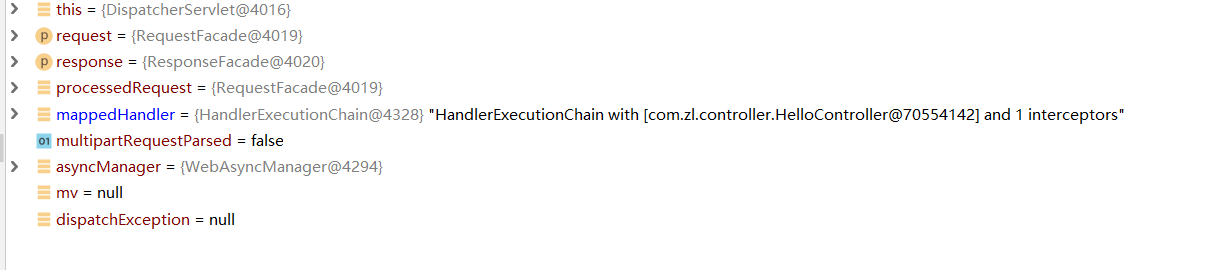 this = {DispatcherServlet@4016}
p request = {RequestFacade@4019}
p response = {ResponseFacade@4020}
processedRequest = {RequestFacade@4019}
mappedHandler = {HandlerExecutionChain@4328} "HandlerExecutionChain with [com.zl.controller.HelloController@70554142] and 1 interceptors"
01 multipartRequestParsed = false
asyncManager = {WebAsyncManager@4294}
mv = null
dispatchException = null